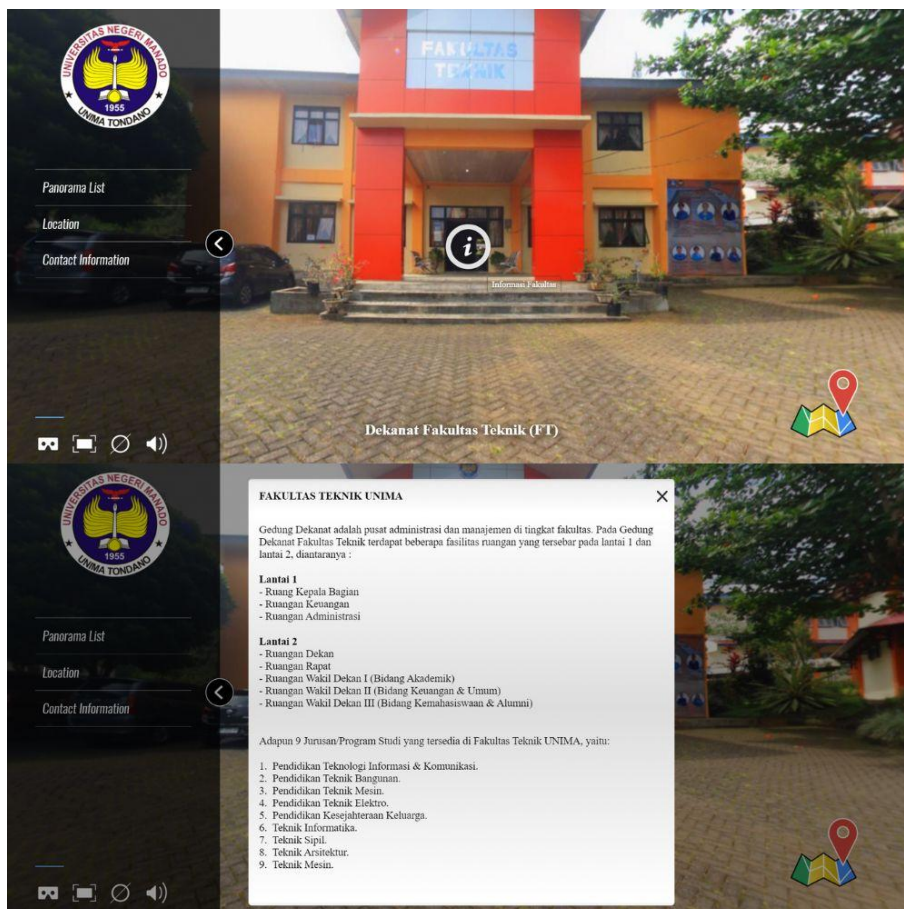 UNIVERSITAS NEGERI MANADO
1955
UNIMA TONDANO
Panorama List
Location
Contact Information
FAKULTAS
TEKNIK
i
Informasi Fakultas
Dekanat Fakultas Teknik (FT)
UNIVERSITAS NEGERI MANADO
1955
UNIMA TONDANO
Panorama List
Location
Contact Information
FAKULTAS TEKNIK UNIMA
Gedung Dekanat adalah pusat administrasi dan manajemen di tingkat fakultas. Pada Gedung
Dekanat Fakultas Teknik terdapat beberapa fasilitas ruangan yang tersebar pada lantai 1 dan
lantai 2, diantaranya :
Lantai 1
- Ruang Kepala Bagian
- Ruangan Keuangan
- Ruangan Administrasi
Lantai 2
- Ruangan Dekan
- Ruangan Rapat
- Ruangan Wakil Dekan I (Bidang Akademik)
- Ruangan Wakil Dekan II (Bidang Keuangan & Umum)
- Ruangan Wakil Dekan III (Bidang Kemahasiswaan & Alumni)
Adapun 9 Jurusan/Program Studi yang tersedia di Fakultas Teknik UNIMA, yaitu:
1. Pendidikan Teknologi Informasi & Komunikasi.
2. Pendidikan Teknik Bangunan.
3. Pendidikan Teknik Mesin.
4. Pendidikan Teknik Elektro.
5. Pendidikan Kesejahteraan Keluarga.
6. Teknik Informatika.
7. Teknik Sipil.
8. Teknik Arsitektur.
9. Teknik Mesin.